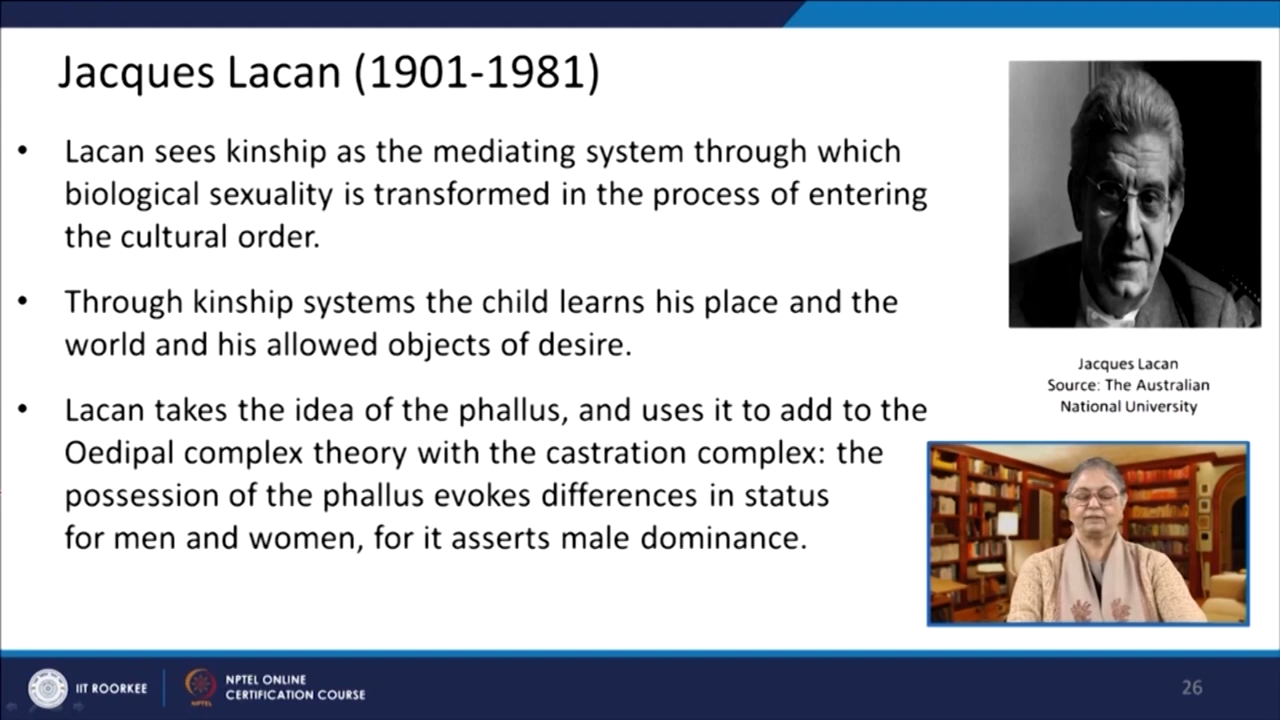 Jacques Lacan (1901-1981)
• Lacan sees kinship as the mediating system through which
biological sexuality is transformed in the process of entering
the cultural order.
• Through kinship systems the child learns his place and the
world and his allowed objects of desire.
• Lacan takes the idea of the phallus, and uses it to add to the
Oedipal complex theory with the castration complex: the
possession of the phallus evokes differences in status
for men and women, for it asserts male dominance.
Jacques Lacan
Source: The Australian
National University
IIT ROORKEE
NPTEL
NPTEL ONLINE
CERTIFICATION COURSE
26